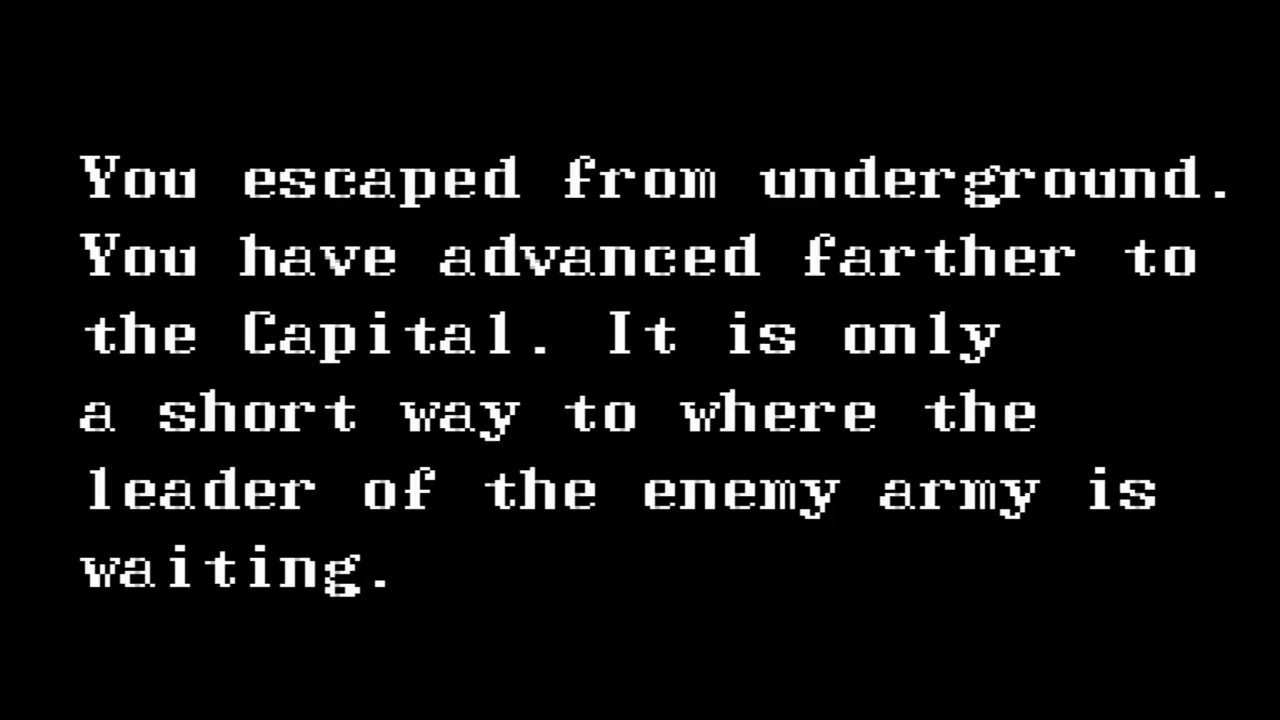 You escaped from underground.
You have advanced farther to
the Capital. It is only
a short way to where the
leader of the enemy army is
waiting.